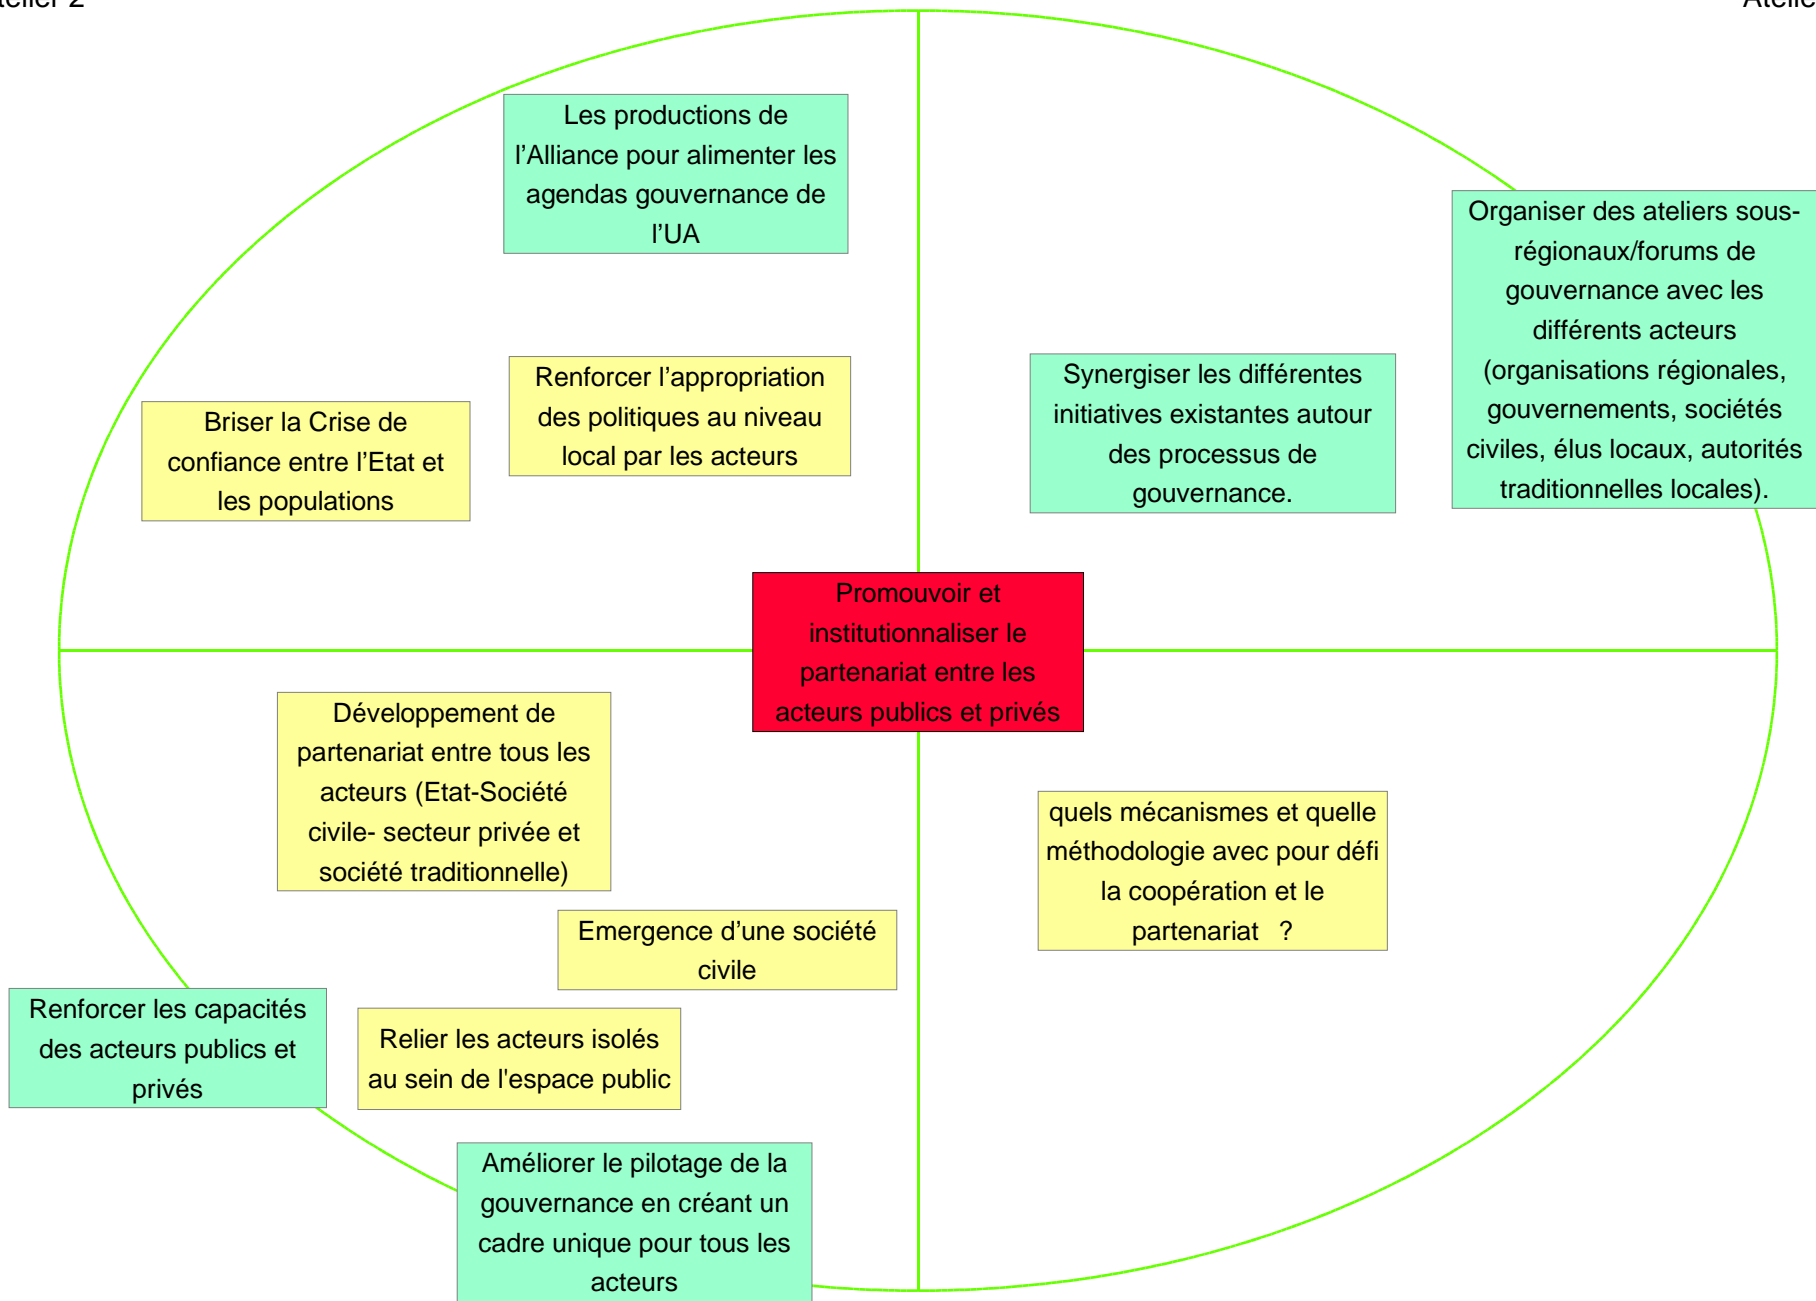 telier 2
Atelie
Les productions de
l’Alliance pour alimenter les
agendas gouvernance de
l’UA
Organiser des ateliers sous-
régionaux/forums de
gouvernance avec les
différents acteurs
(organisations régionales,
gouvernements, sociétés
civiles, élus locaux, autorités
traditionnelles locales).
Renforcer l’appropriation
des politiques au niveau
local par les acteurs
Synergiser les différentes
initiatives existantes autour
des processus de
gouvernance.
Briser la Crise de
confiance entre l’Etat et
les populations
Promouvoir et
institutionnaliser le
partenariat entre les
acteurs publics et privés
Développement de
partenariat entre tous les
acteurs (Etat-Société
civile- secteur privée et
société traditionnelle)
quels mécanismes et quelle
méthodologie avec pour défi
la coopération et le
partenariat ?
Emergence d’une société
civile
Renforcer les capacités
des acteurs publics et
privés
Relier les acteurs isolés
au sein de l'espace public
Améliorer le pilotage de la
gouvernance en créant un
cadre unique pour tous les
acteurs